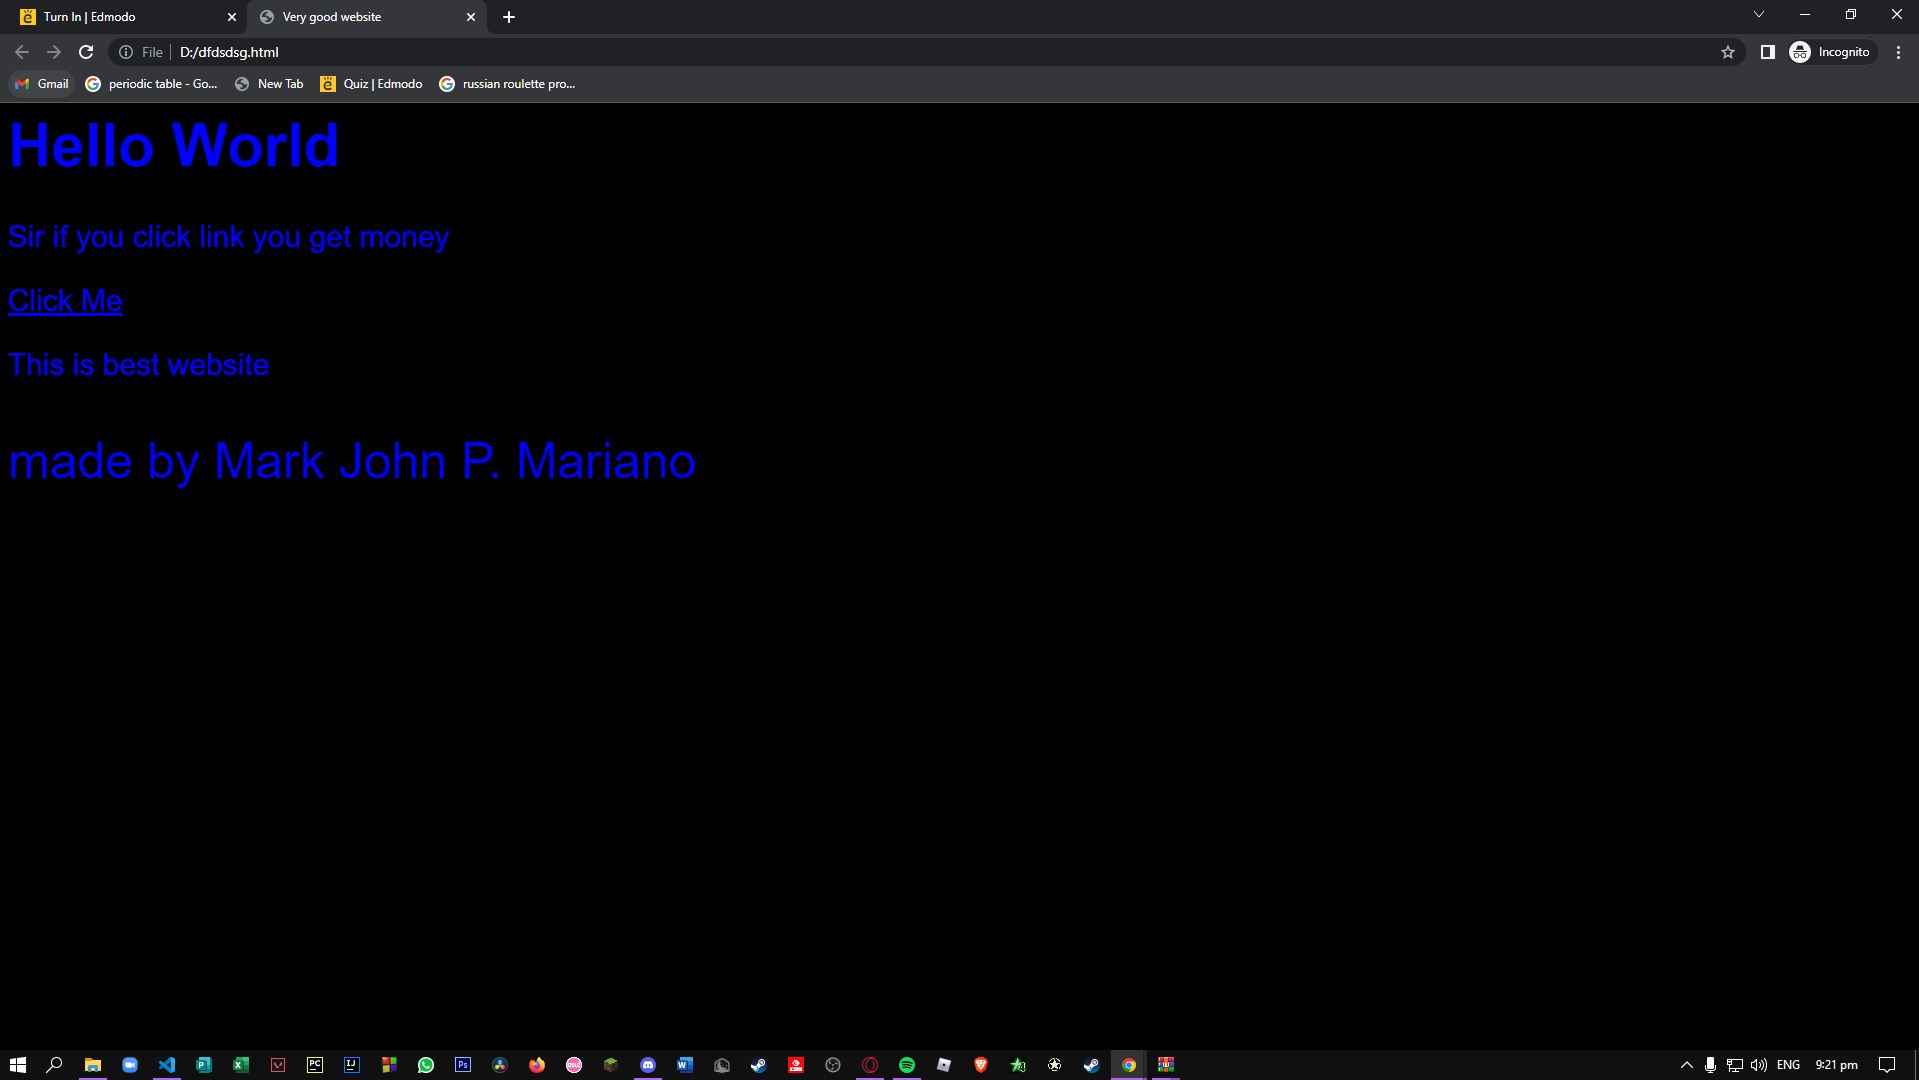 Turn In | Edmodo
Very good website
File
D:/dfdsdsg.html
Incognito
Gmail
periodic table - Go...
New Tab
Quiz | Edmodo
russian roulette pro...
Hello World
Sir if you click link you get money
Click Me
This is best website
made by Mark John P. Mariano
ENG
9:21 pm